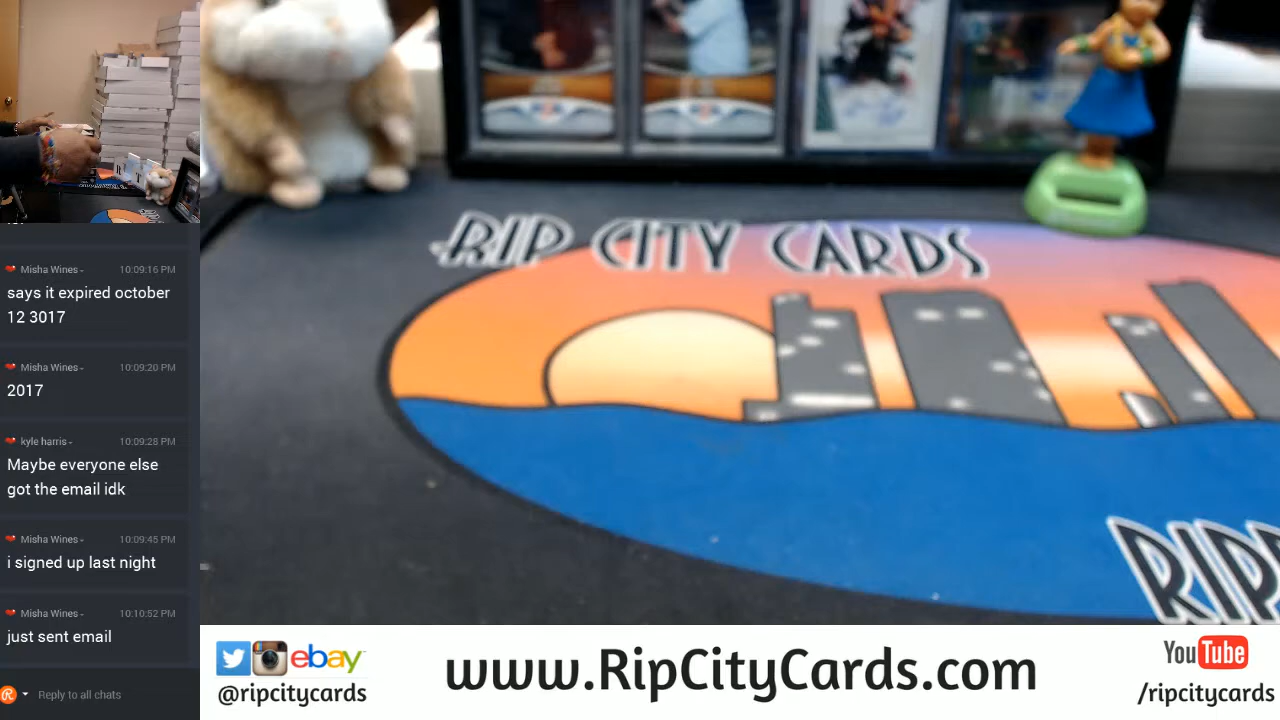 Misha Wines - 10:09:16 PM
says it expired october
12 3017
Misha Wines - 10:09:20 PM
2017
kyle harris - 10:09:28 PM
Maybe everyone else
got the email idk
Misha Wines - 10:09:45 PM
i signed up last night
Misha Wines - 10:10:52 PM
just sent email
Reply to all chats
RIP CITY CARDS
RIP
ebay
@ripcitycards
www.RipCityCards.com
YouTube
/ripcitycards